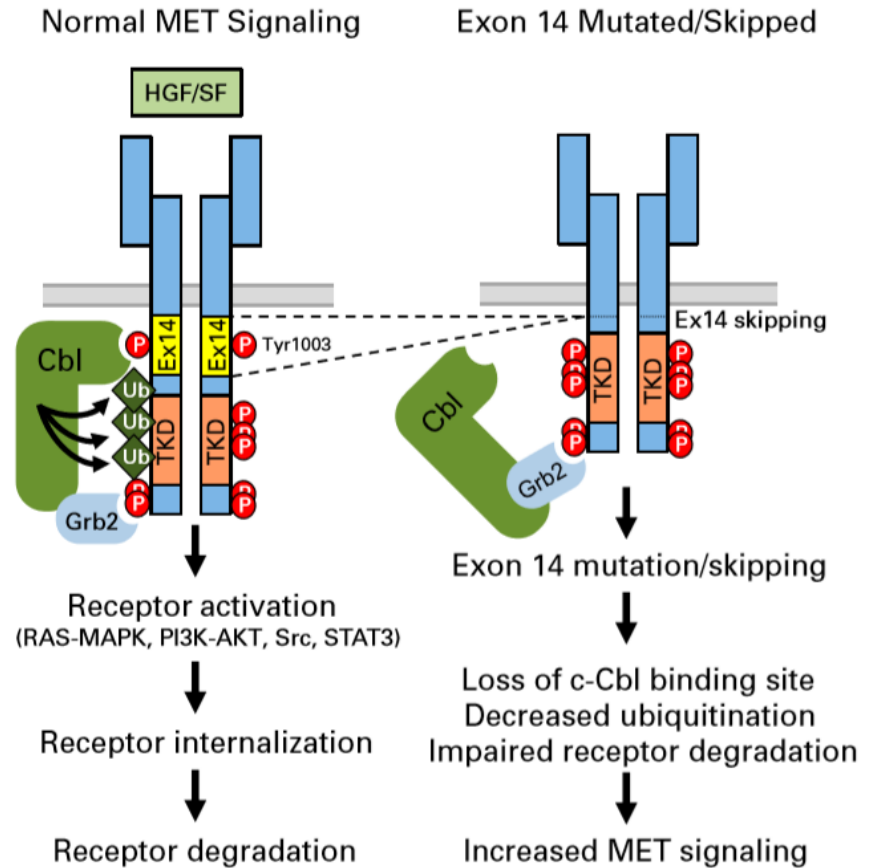 Normal MET Signaling
HGF/SF
Cbl
P
Ex14
Ex14
P
Tyr1003
Ub
Ub
Ub
TKD
TKD
P
P
P
P
P
P
P
Grb2
Receptor activation
(RAS-MAPK, PI3K-AKT, Src, STAT3)
Receptor internalization
Receptor degradation
Exon 14 Mutated/Skipped
Ex14 skipping
P
P
P
TKD
TKD
P
P
P
Cbl
P
P
P
P
Grb2
Exon 14 mutation/skipping
Loss of c-Cbl binding site
Decreased ubiquitination
Impaired receptor degradation
Increased MET signaling